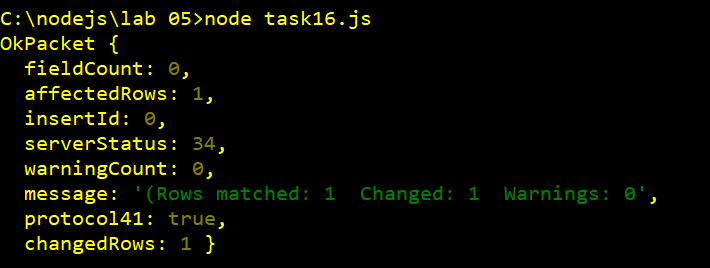 C:\nodejs\lab 05>node task16.js
OkPacket {
  fieldCount: 0,
  affectedRows: 1,
  insertId: 0,
  serverStatus: 34,
  warningCount: 0,
  message: '(Rows matched: 1  Changed: 1  Warnings: 0',
  protocol41: true,
  changedRows: 1 }